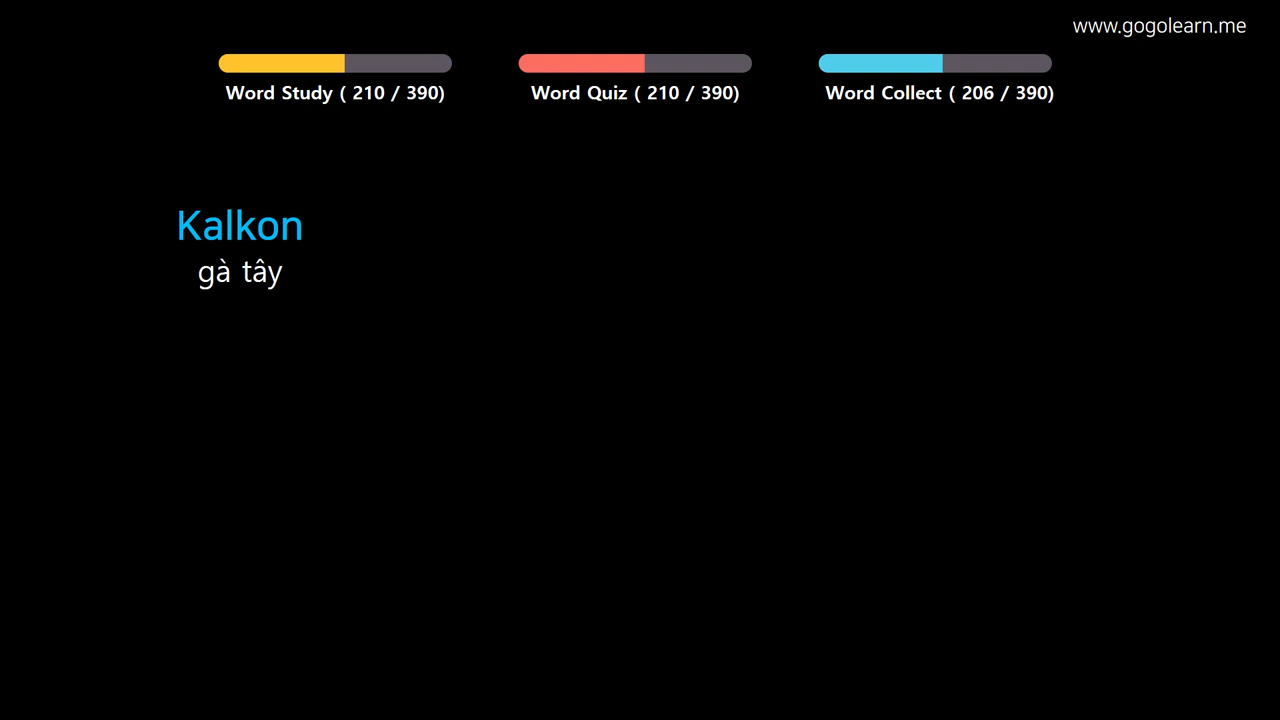 www.gogolearn.me
Word Study ( 210 / 390)
Word Quiz ( 210 / 390)
Word Collect ( 206 / 390)
Kalkon
gà tây